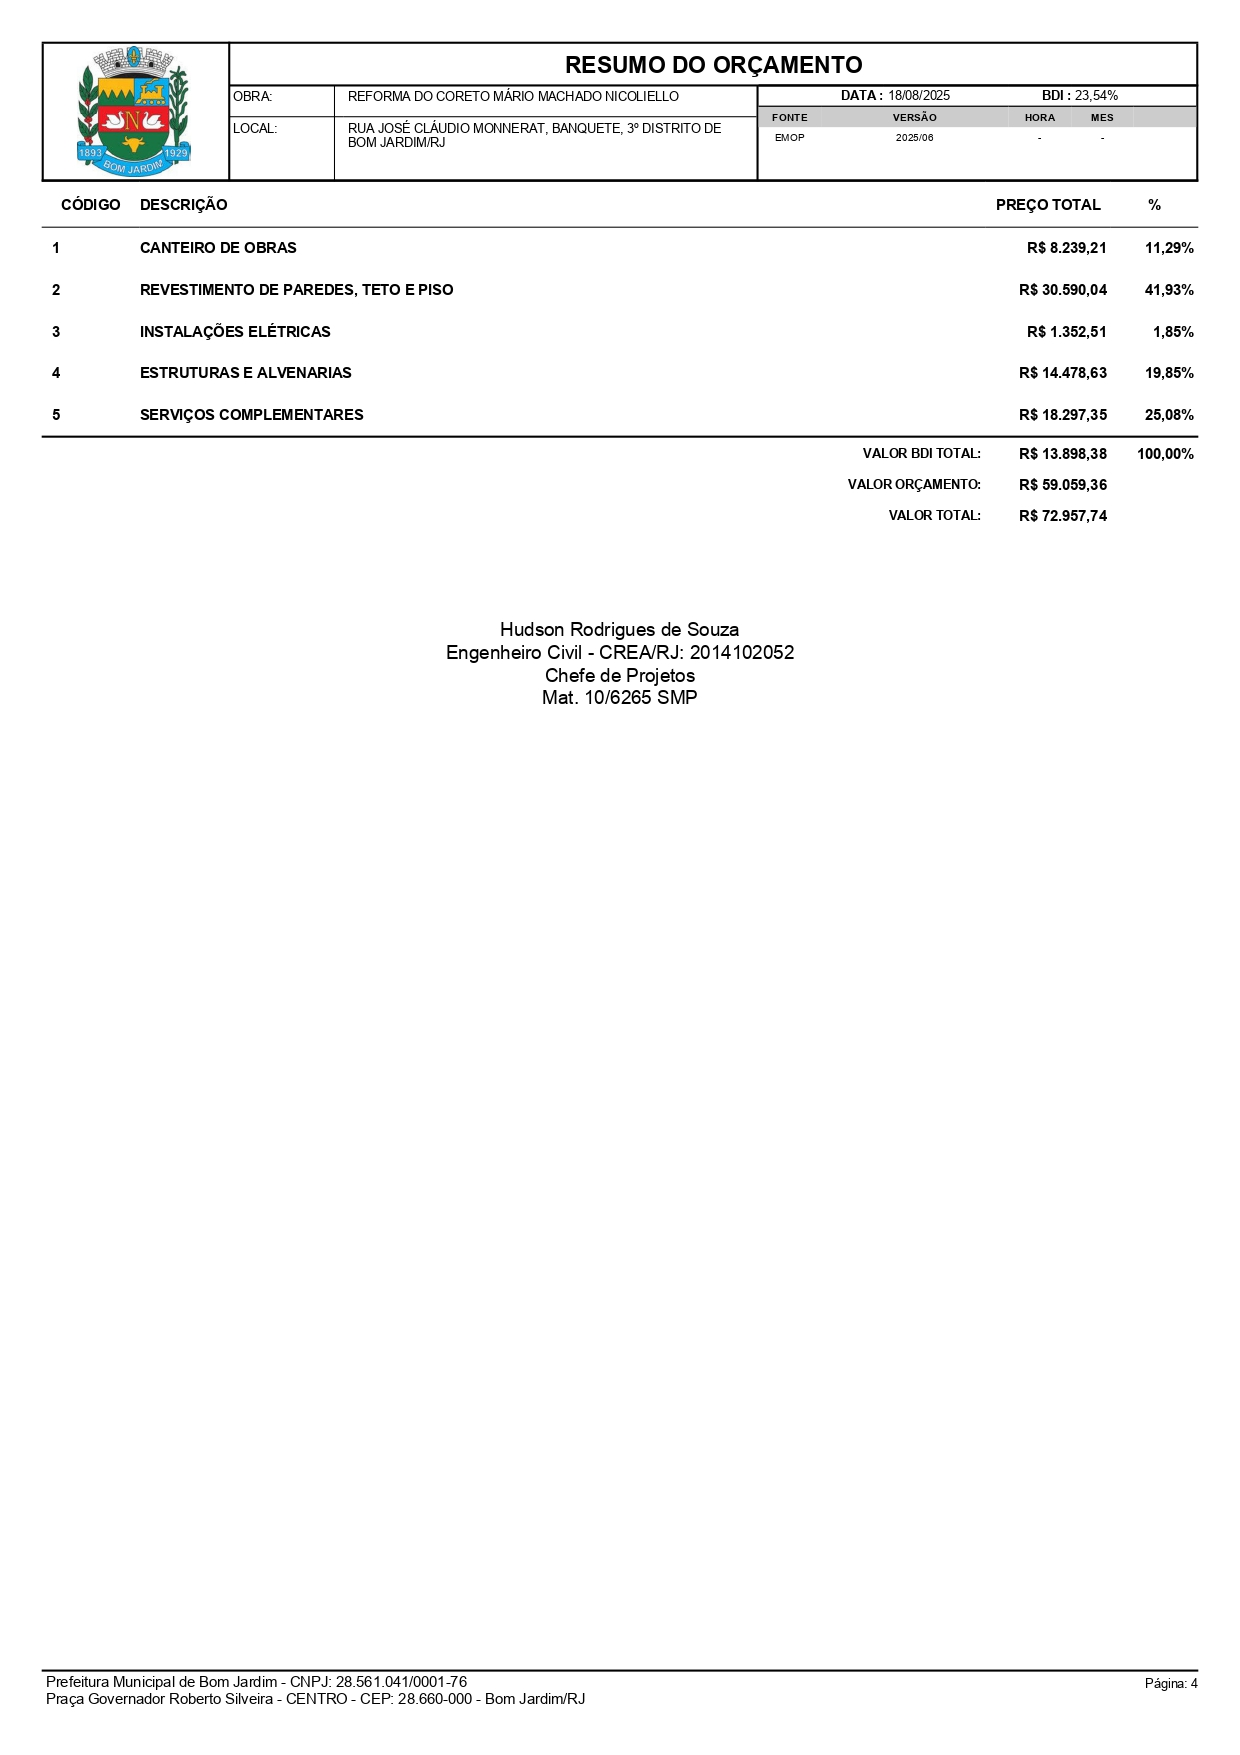 RESUMO DO ORÇAMENTO
OBRA: REFORMA DO CORETO MÁRIO MACHADO NICOLIELLO
DATA : 18/08/2025 BDI : 23,54%
FONTE VERSÃO HORA MES
LOCAL: RUA JOSÉ CLÁUDIO MONNERAT, BANQUETE, 3º DISTRITO DE
BOM JARDIM/RJ
EMOP 2025/06 - -
1893 1929
BOM JARDIM
N
CÓDIGO DESCRIÇÃO PREÇO TOTAL %
1 CANTEIRO DE OBRAS R$ 8.239,21 11,29%
2 REVESTIMENTO DE PAREDES, TETO E PISO R$ 30.590,04 41,93%
3 INSTALAÇÕES ELÉTRICAS R$ 1.352,51 1,85%
4 ESTRUTURAS E ALVENARIAS R$ 14.478,63 19,85%
5 SERVIÇOS COMPLEMENTARES R$ 18.297,35 25,08%
VALOR BDI TOTAL: R$ 13.898,38 100,00%
VALOR ORÇAMENTO: R$ 59.059,36
VALOR TOTAL: R$ 72.957,74
Hudson Rodrigues de Souza
Engenheiro Civil - CREA/RJ: 2014102052
Chefe de Projetos
Mat. 10/6265 SMP
Prefeitura Municipal de Bom Jardim - CNPJ: 28.561.041/0001-76
Praça Governador Roberto Silveira - CENTRO - CEP: 28.660-000 - Bom Jardim/RJ
Página: 4